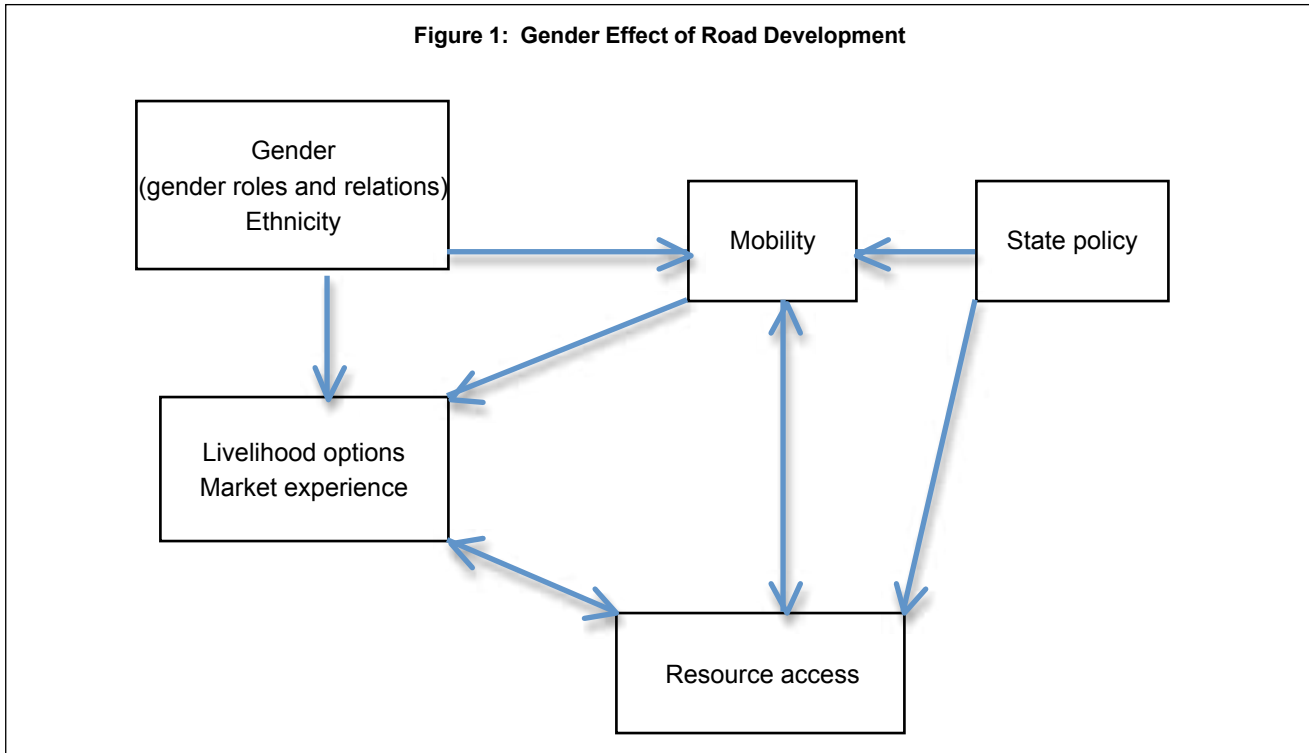 Figure 1: Gender Effect of Road Development
Gender
(gender roles and relations)
Ethnicity
Mobility
State policy
Livelihood options
Market experience
Resource access